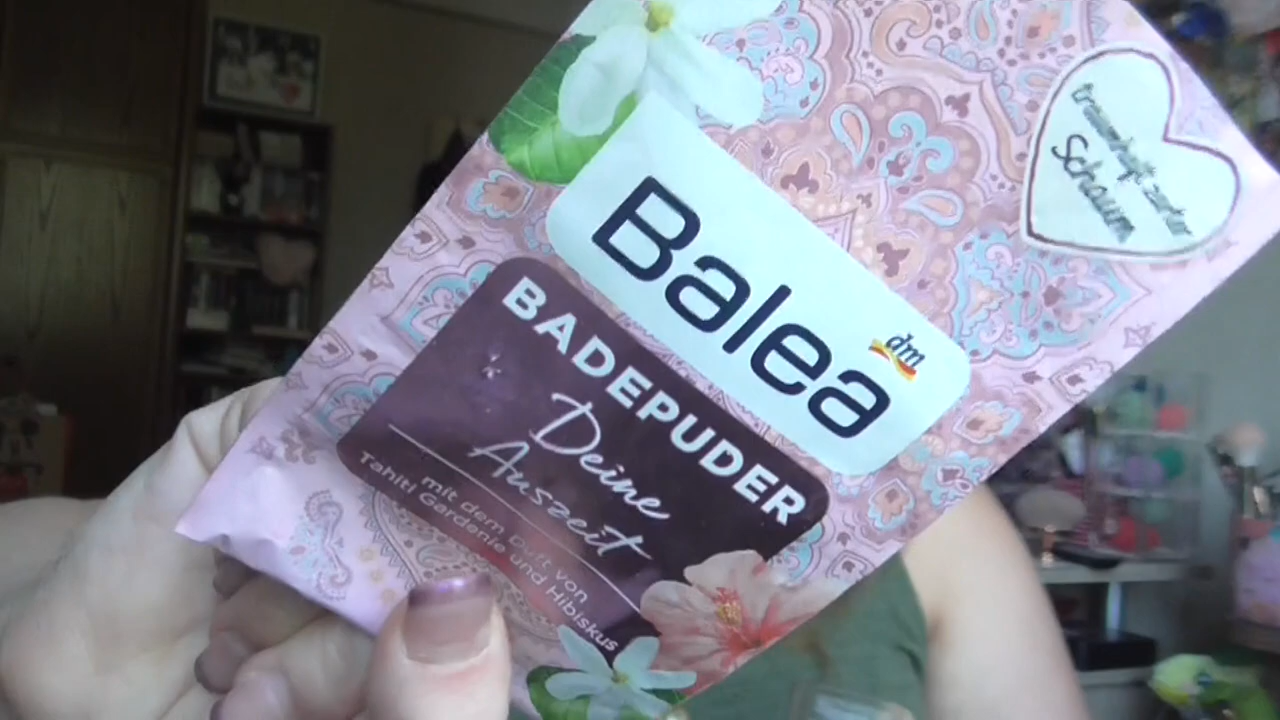 Balea
dm
BADEPUDER
Deine
Auszeit
mit dem Duft von
Tahiti Gardenie und Hibiskus
traumhaft zarter
Schaum